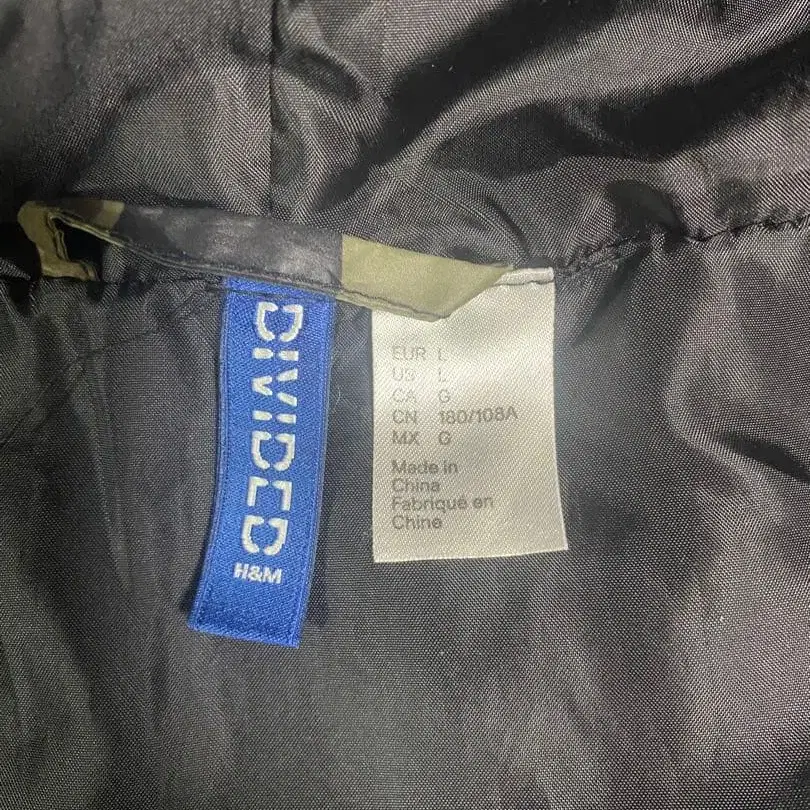 DIVIDED
H&M
EUR L
US L
CA G
CN 180/108A
MX G
Made in
China
Fabriqué en
Chine